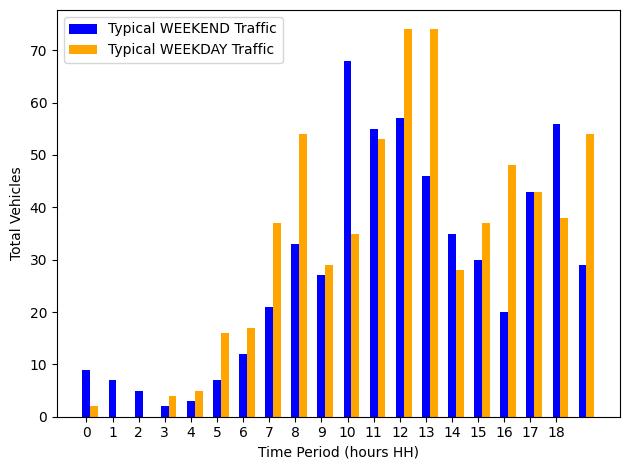 Typical WEEKEND Traffic
Typical WEEKDAY Traffic
70
60
50
40
30
20
10
0
Total Vehicles
0 1 2 3 4 5 6 7 8 9 10 11 12 13 14 15 16 17 18
Time Period (hours HH)